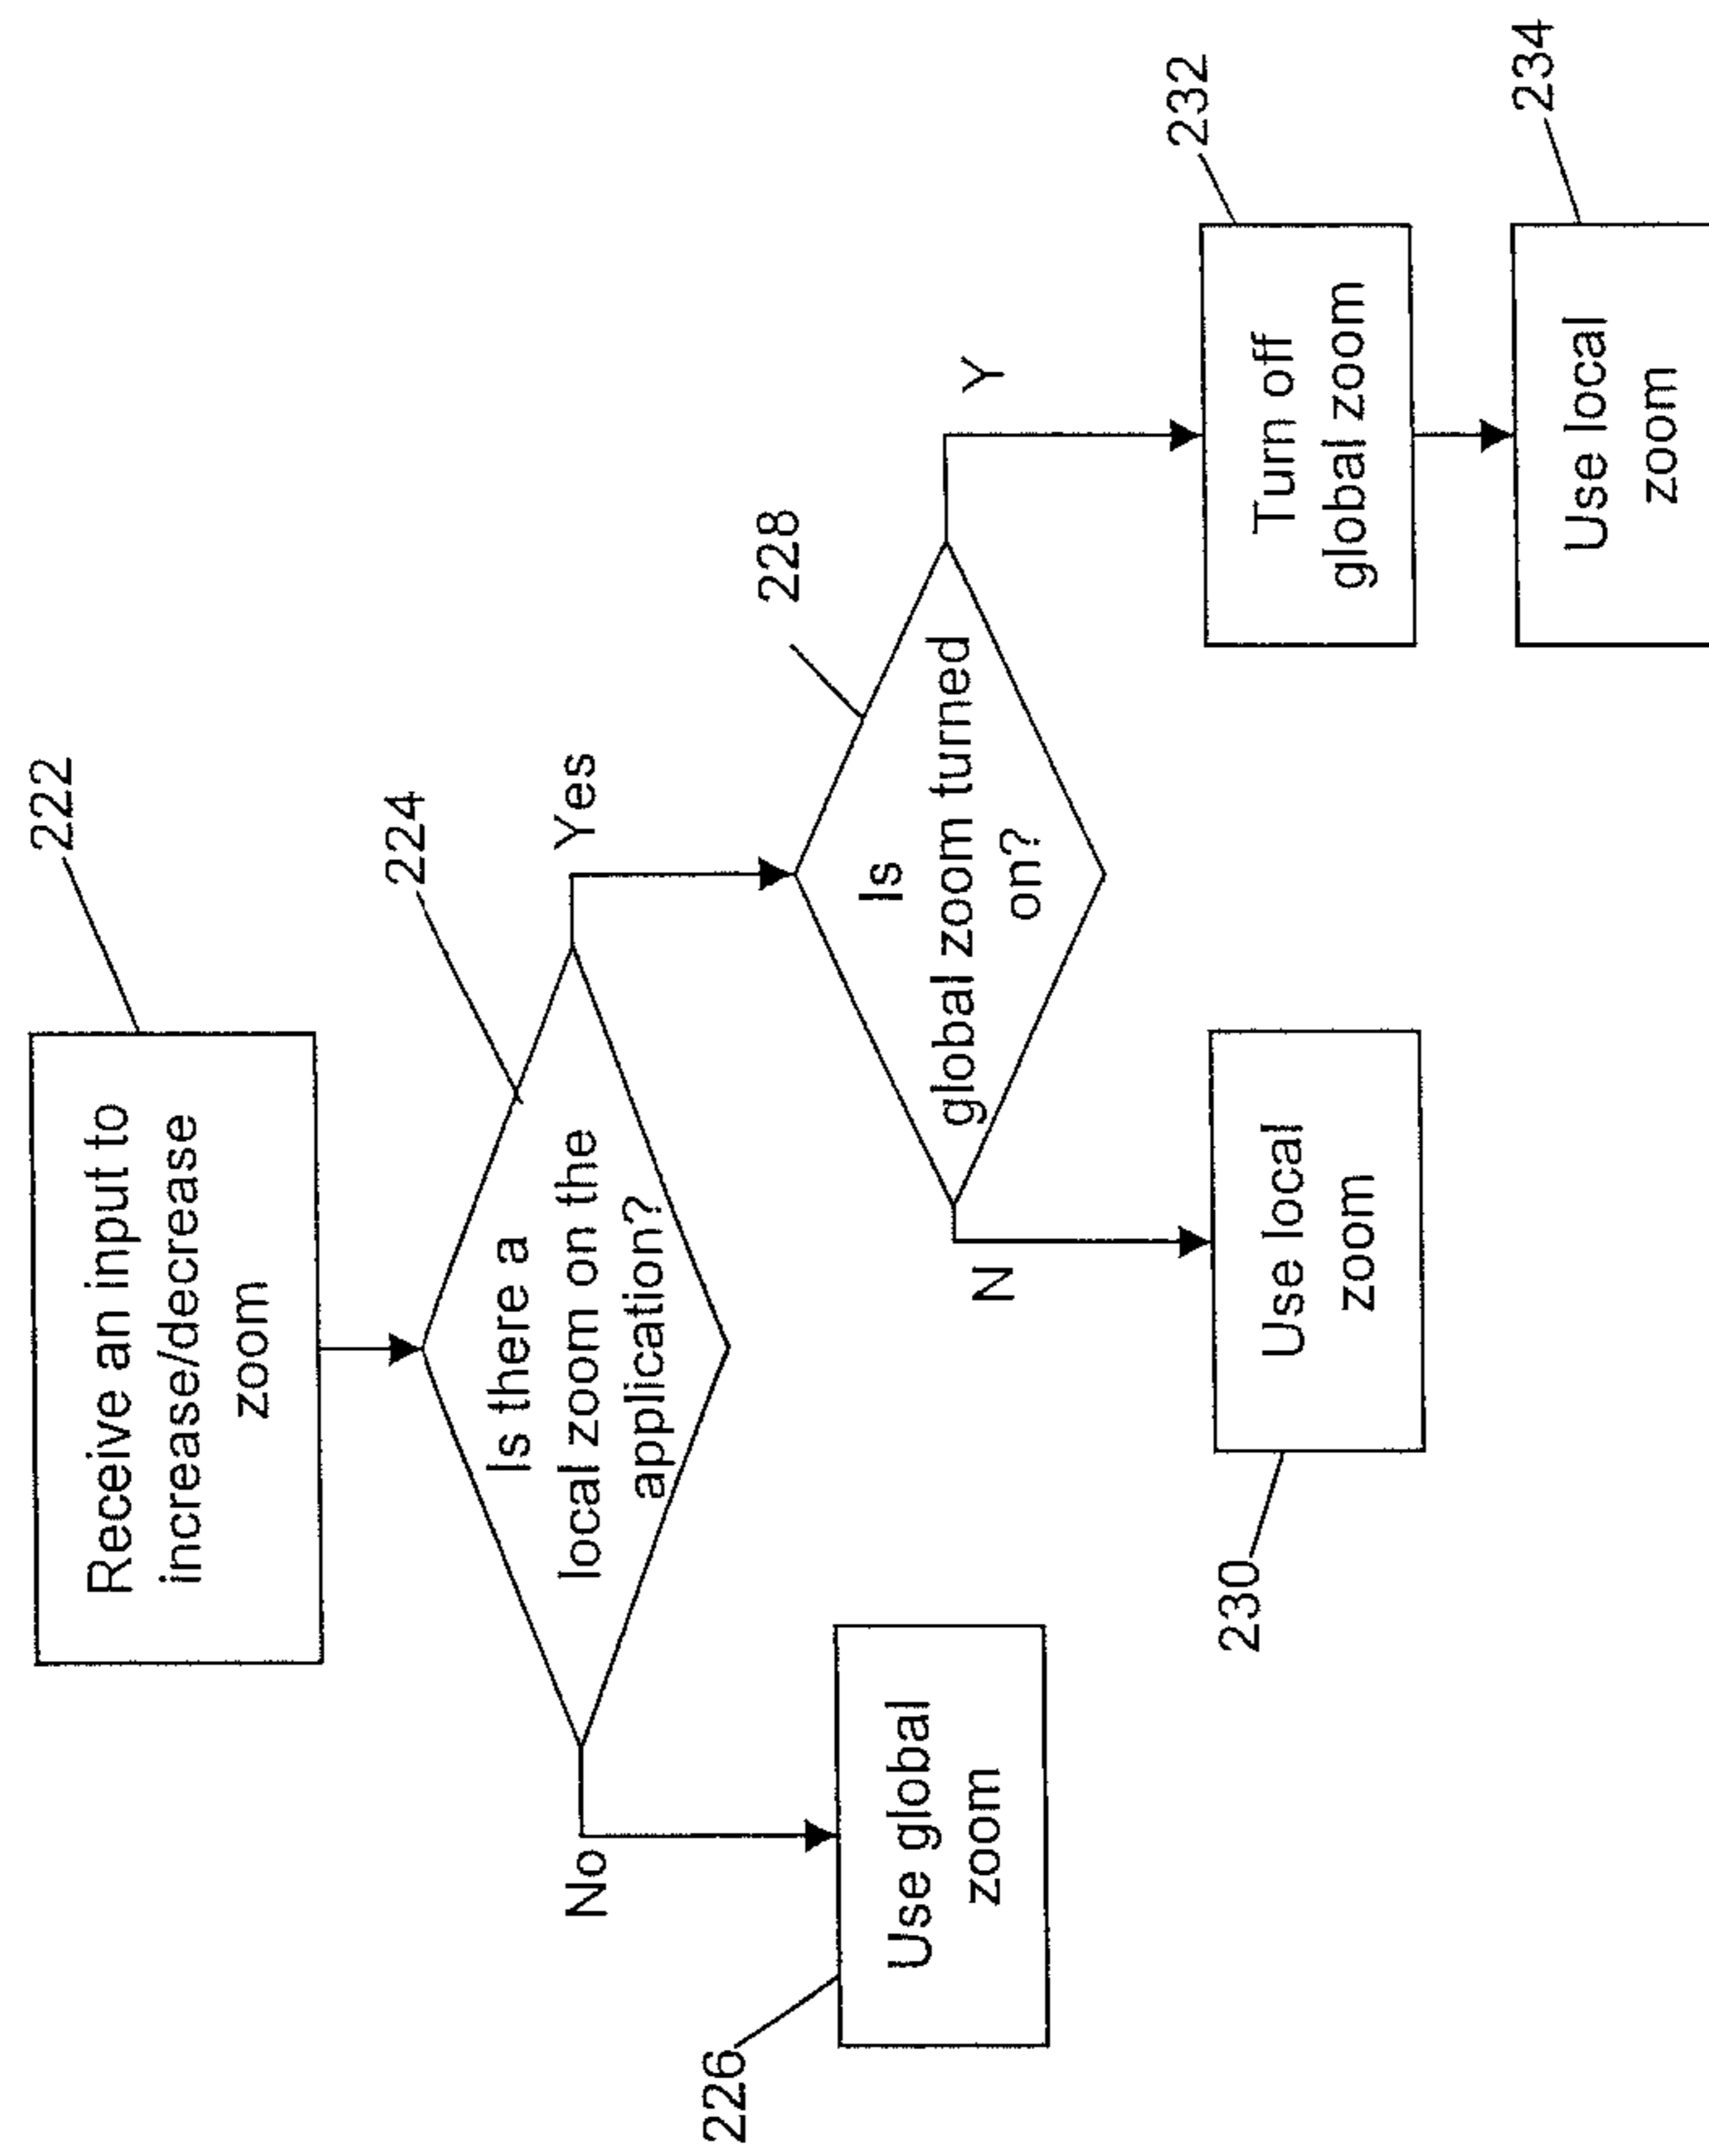 222
Receive an input to
increase/decrease
zoom
224
Is there a
local zoom on the
application?
Yes
No
228
Is
global zoom turned
on?
226
Use global
zoom
Y
N
232
Turn off
global zoom
230
Use local
zoom
234
Use local
zoom